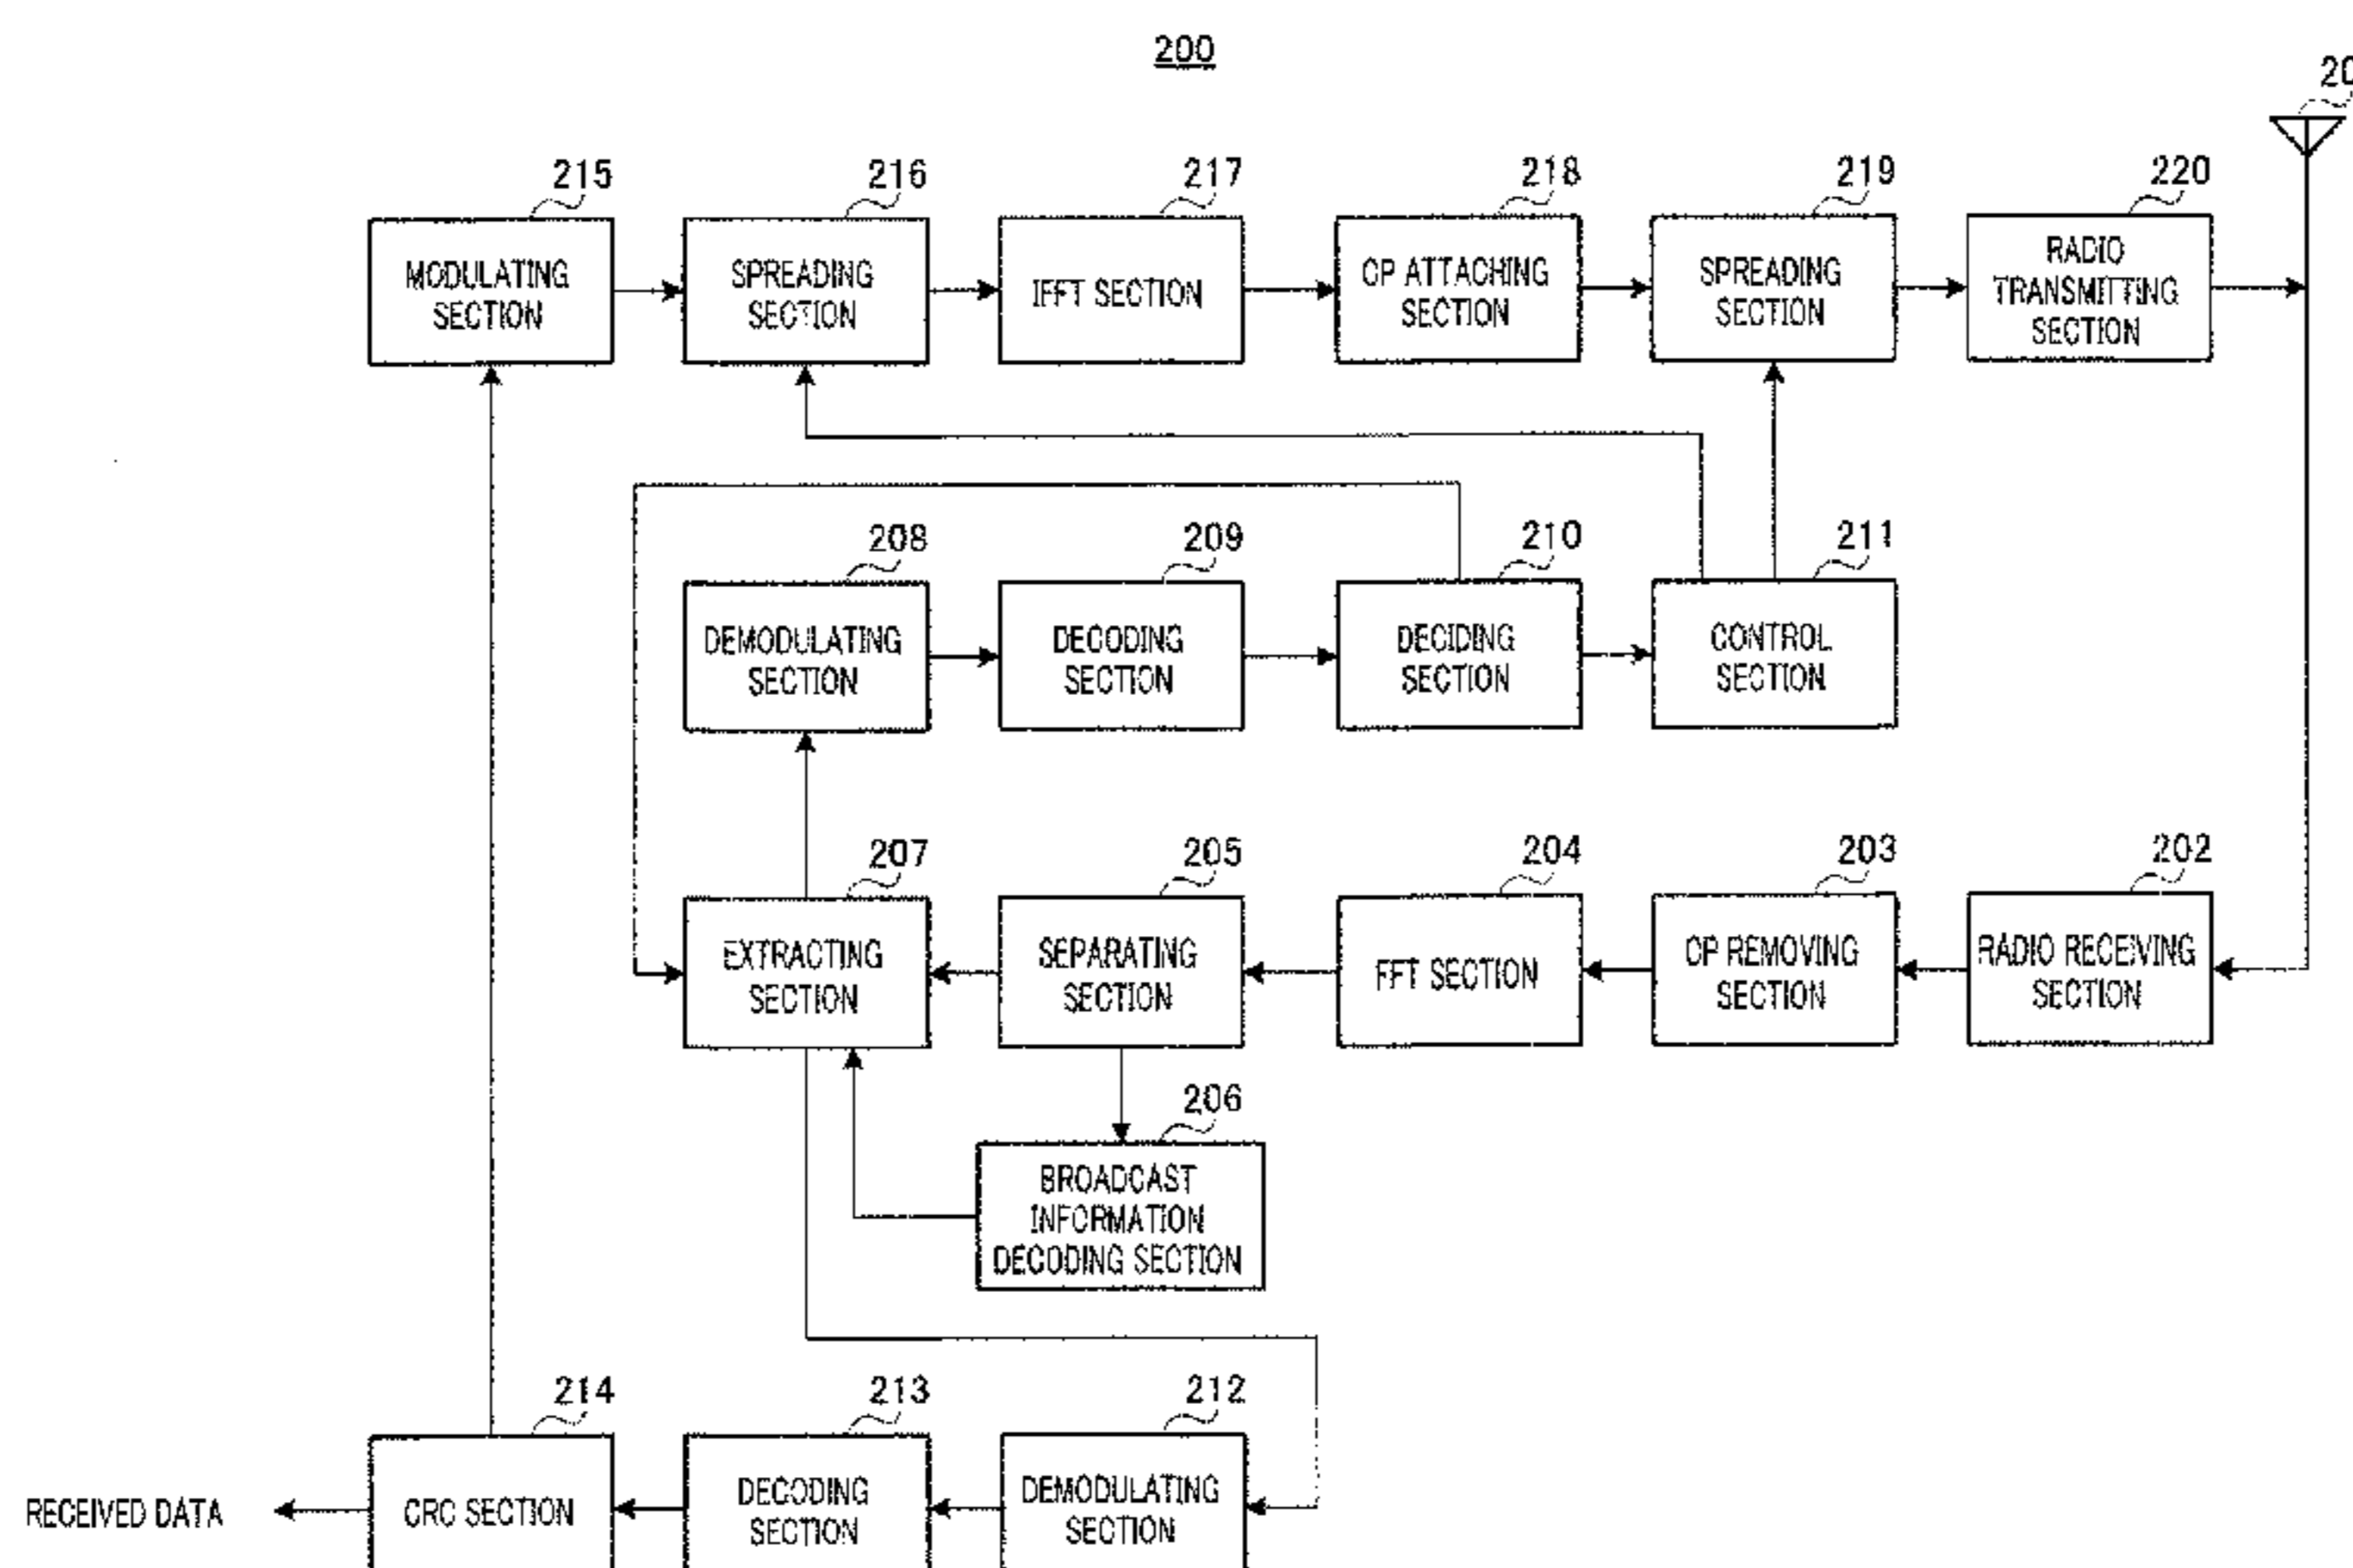 200
20
215
216
217
218
219
220
MODULATING
SECTION
SPREADING
SECTION
IFFT SECTION
CP ATTACHING
SECTION
SPREADING
SECTION
RADIO
TRANSMITTING
SECTION
208
209
210
211
DEMODULATING
SECTION
DECODING
SECTION
DECIDING
SECTION
CONTROL
SECTION
207
205
204
203
202
EXTRACTING
SECTION
SEPARATING
SECTION
FFT SECTION
CP REMOVING
SECTION
RADIO RECEIVING
SECTION
206
BROADCAST
INFORMATION
DECODING SECTION
214
213
212
RECEIVED DATA
CRC SECTION
DECODING
SECTION
DEMODULATING
SECTION